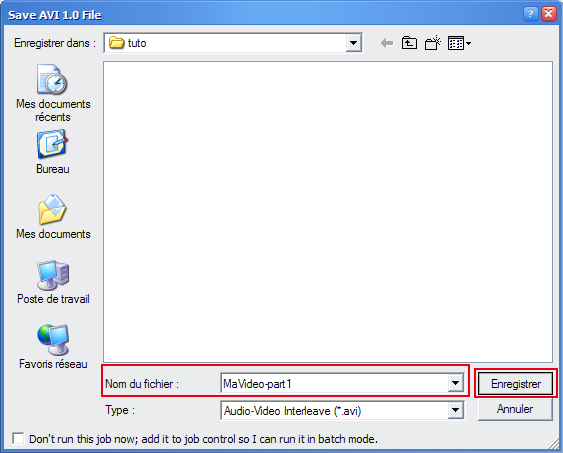 Save AVI 1.0 File
Enregistrer dans :
tuto
Mes documents
récents
Bureau
Mes documents
Poste de travail
Favoris réseau
Nom du fichier :
MaVideo-part1
Enregistrer
Type :
Audio-Video Interleave (*.avi)
Annuler
Don't run this job now; add it to job control so I can run it in batch mode.